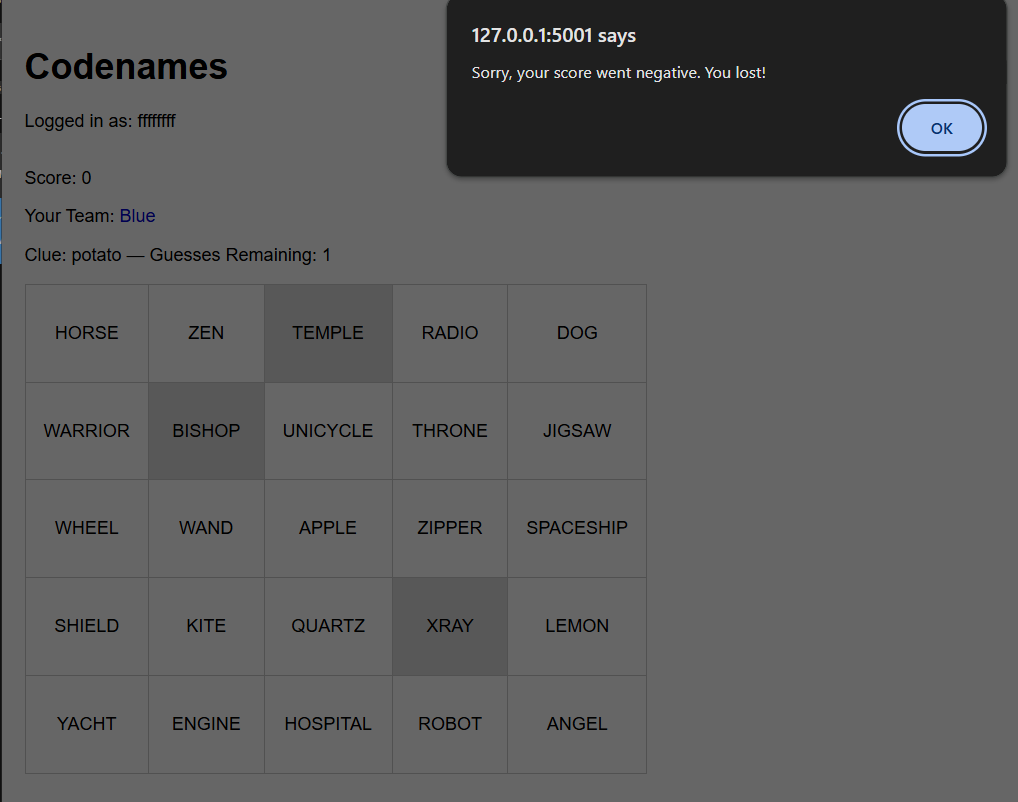 127.0.0.1:5001 says
Sorry, your score went negative. You lost!
OK
Codenames
Logged in as: ffffffff
Score: 0
Your Team: Blue
Clue: potato — Guesses Remaining: 1
HORSE ZEN TEMPLE RADIO DOG
WARRIOR BISHOP UNICYCLE THRONE JIGSAW
WHEEL WAND APPLE ZIPPER SPACESHIP
SHIELD KITE QUARTZ XRAY LEMON
YACHT ENGINE HOSPITAL ROBOT ANGEL